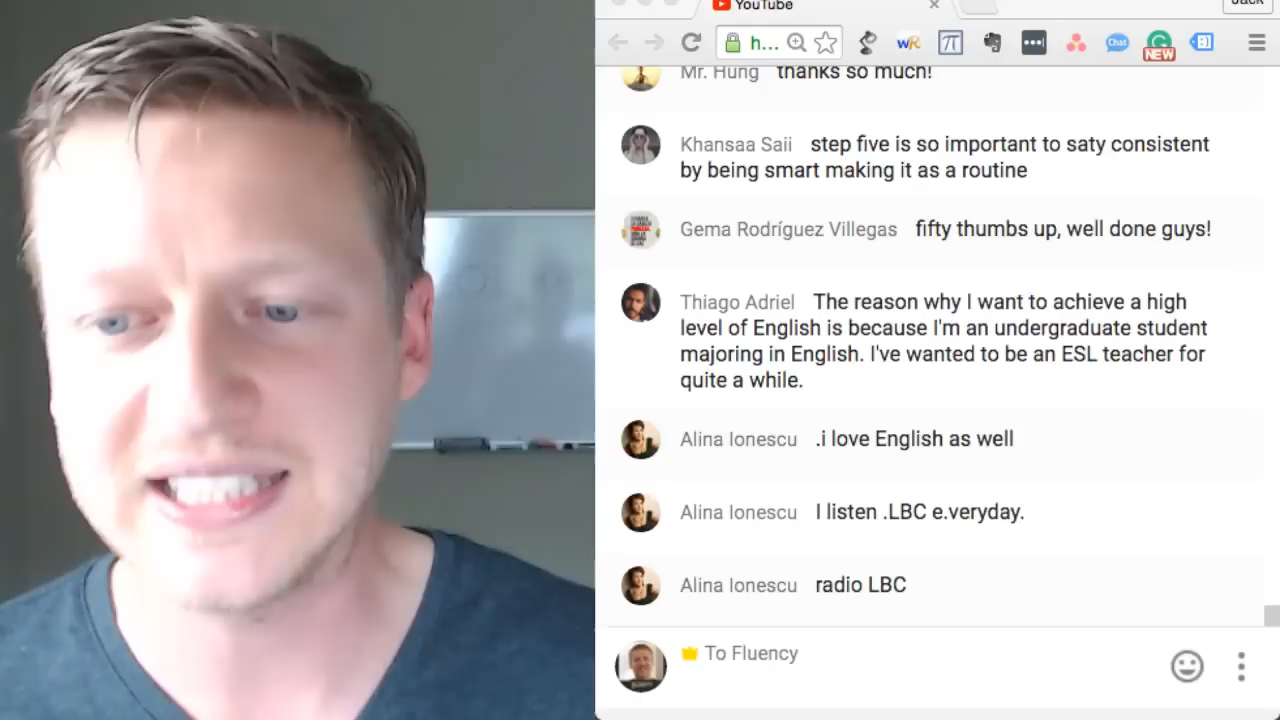 YouTube
Jack
h...
wR
π
Chat
NEW
Mr. Hung thanks so much!
Khansaa Saii step five is so important to saty consistent
by being smart making it as a routine
Gema Rodríguez Villegas fifty thumbs up, well done guys!
Thiago Adriel The reason why I want to achieve a high
level of English is because I'm an undergraduate student
majoring in English. I've wanted to be an ESL teacher for
quite a while.
Alina Ionescu .i love English as well
Alina Ionescu I listen .LBC e.veryday.
Alina Ionescu radio LBC
To Fluency